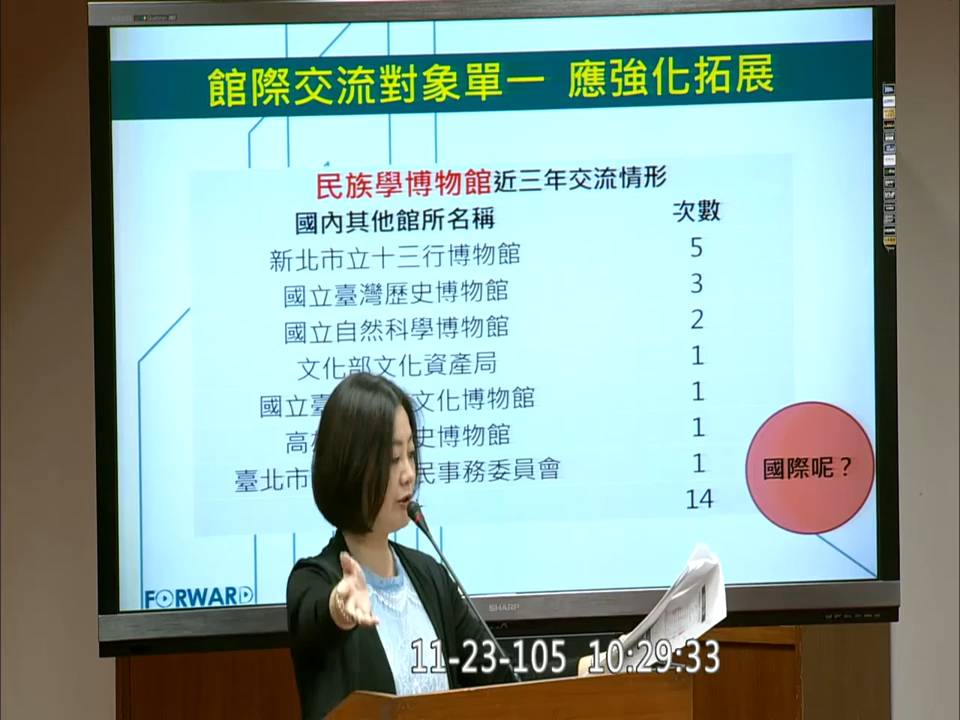 館際交流對象單一 應強化拓展
民族學博物館近三年交流情形
國內其他館所名稱 次數
新北市立十三行博物館 5
國立臺灣歷史博物館 3
國立自然科學博物館 2
文化部文化資產局 1
國立臺 文化博物館 1
高 史博物館 1
臺北市 民事務委員會 1
14
國際呢？
FORWARD
SHARP
11-23-105 10:29:33